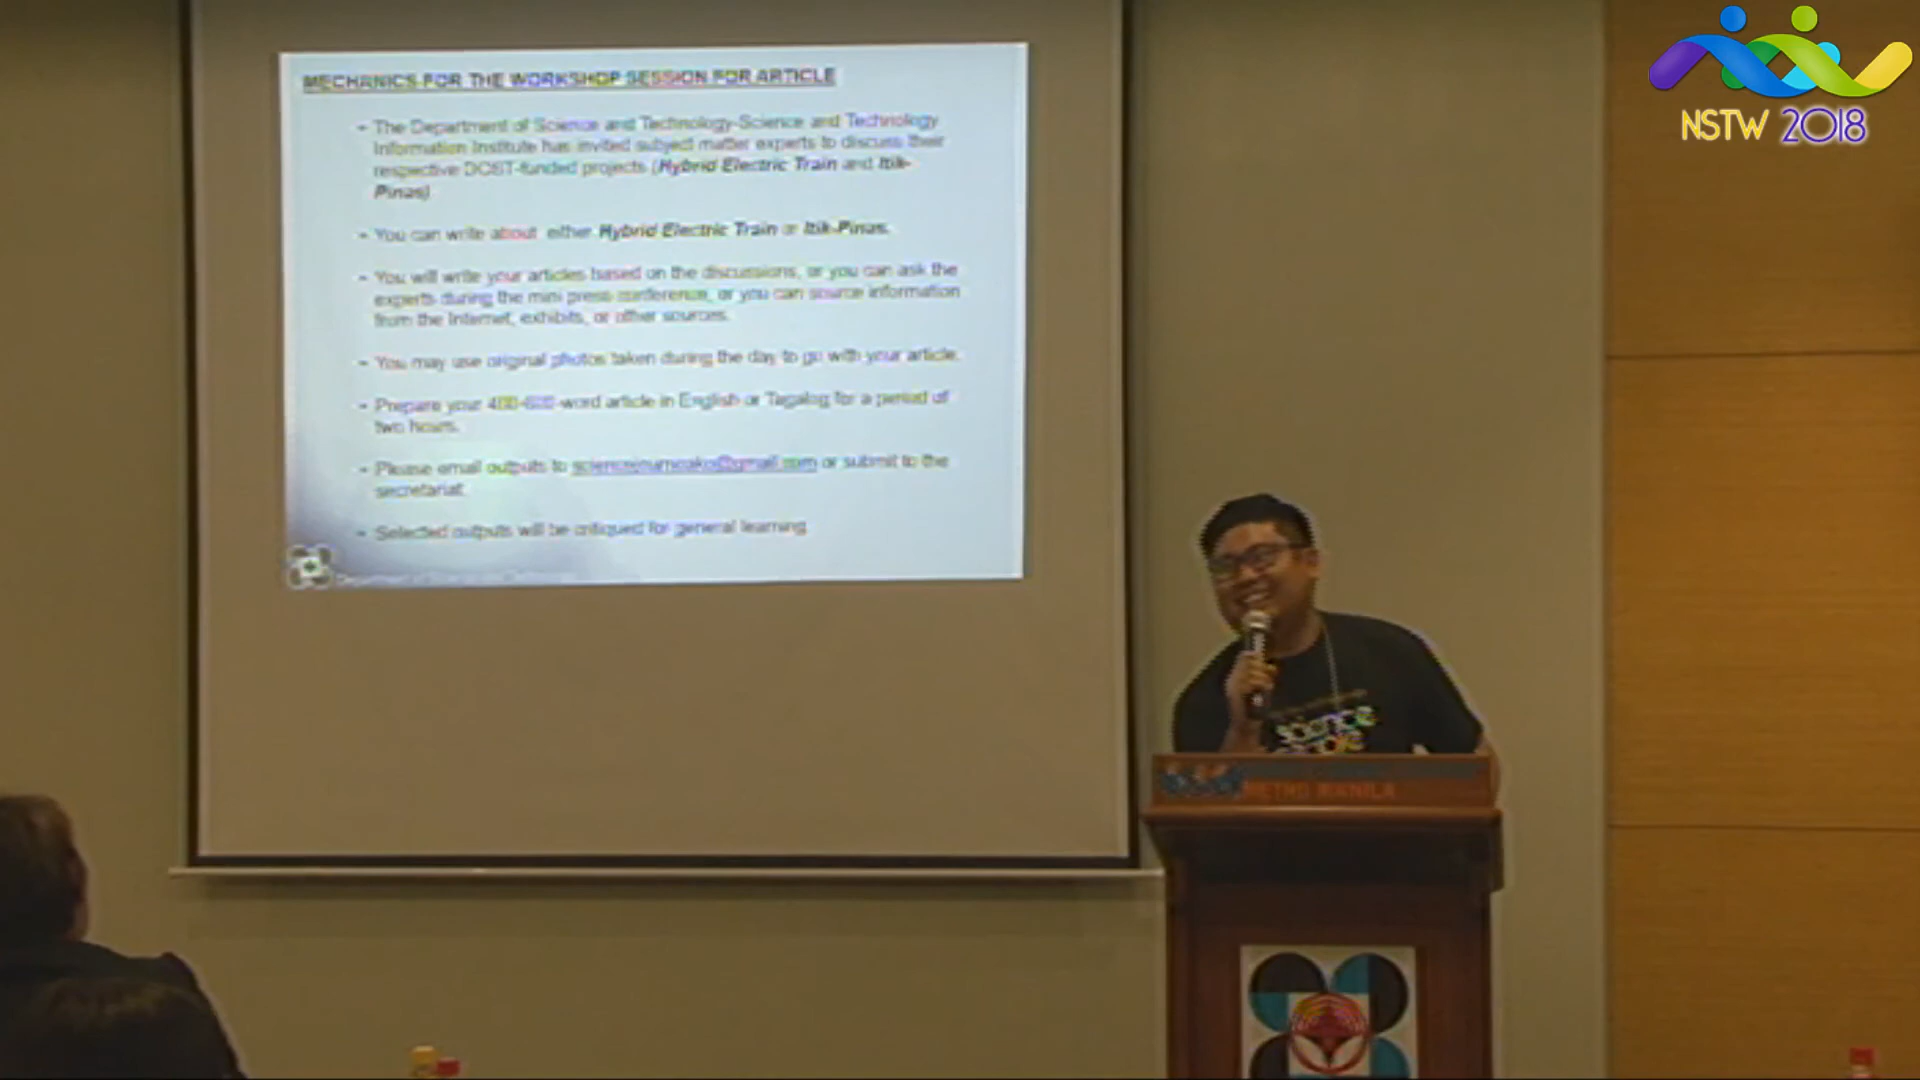 NSTW 2018
MECHANICS FOR THE WORKSHOP SESSION FOR ARTICLE
- The Department of Science and Technology-Science and Technology
Information Institute has invited subject matter experts to discuss their
respective DOST-funded projects (Hybrid Electric Train and Itik-
Pinas)
- You can write about either Hybrid Electric Train or Itik-Pinas.
- You will write your articles based on the discussions, or you can ask the
experts during the mini press conference, or you can source information
from the Internet, exhibits, or other sources.
- You may use original photos taken during the day to go with your article.
- Prepare your 400-600-word article in English or Tagalog for a period of
two hours.
- Please email outputs to or submit to the
secretariat.
- Selected outputs will be critiqued for general learning
Science
METRO MANILA